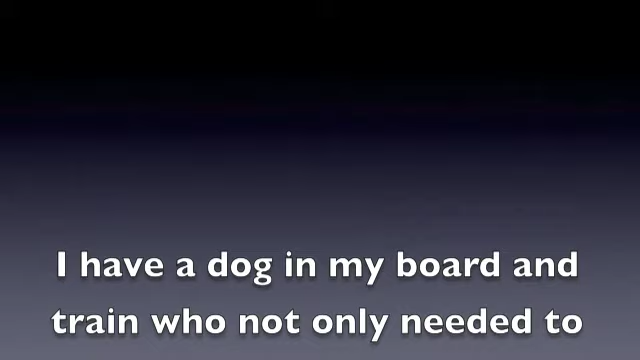 I have a dog in my board and
train who not only needed to